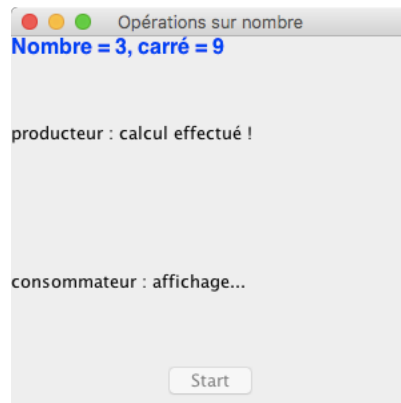 Opérations sur nombre
Nombre = 3, carré = 9
producteur : calcul effectué !
consommateur : affichage...
Start